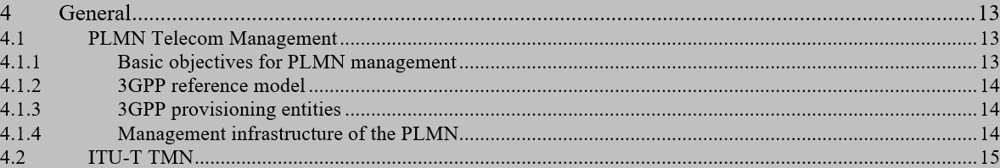 4 General 13
4.1 PLMN Telecom Management 13
4.1.1 Basic objectives for PLMN management 13
4.1.2 3GPP reference model 14
4.1.3 3GPP provisioning entities 14
4.1.4 Management infrastructure of the PLMN 14
4.2 ITU-T TMN 15